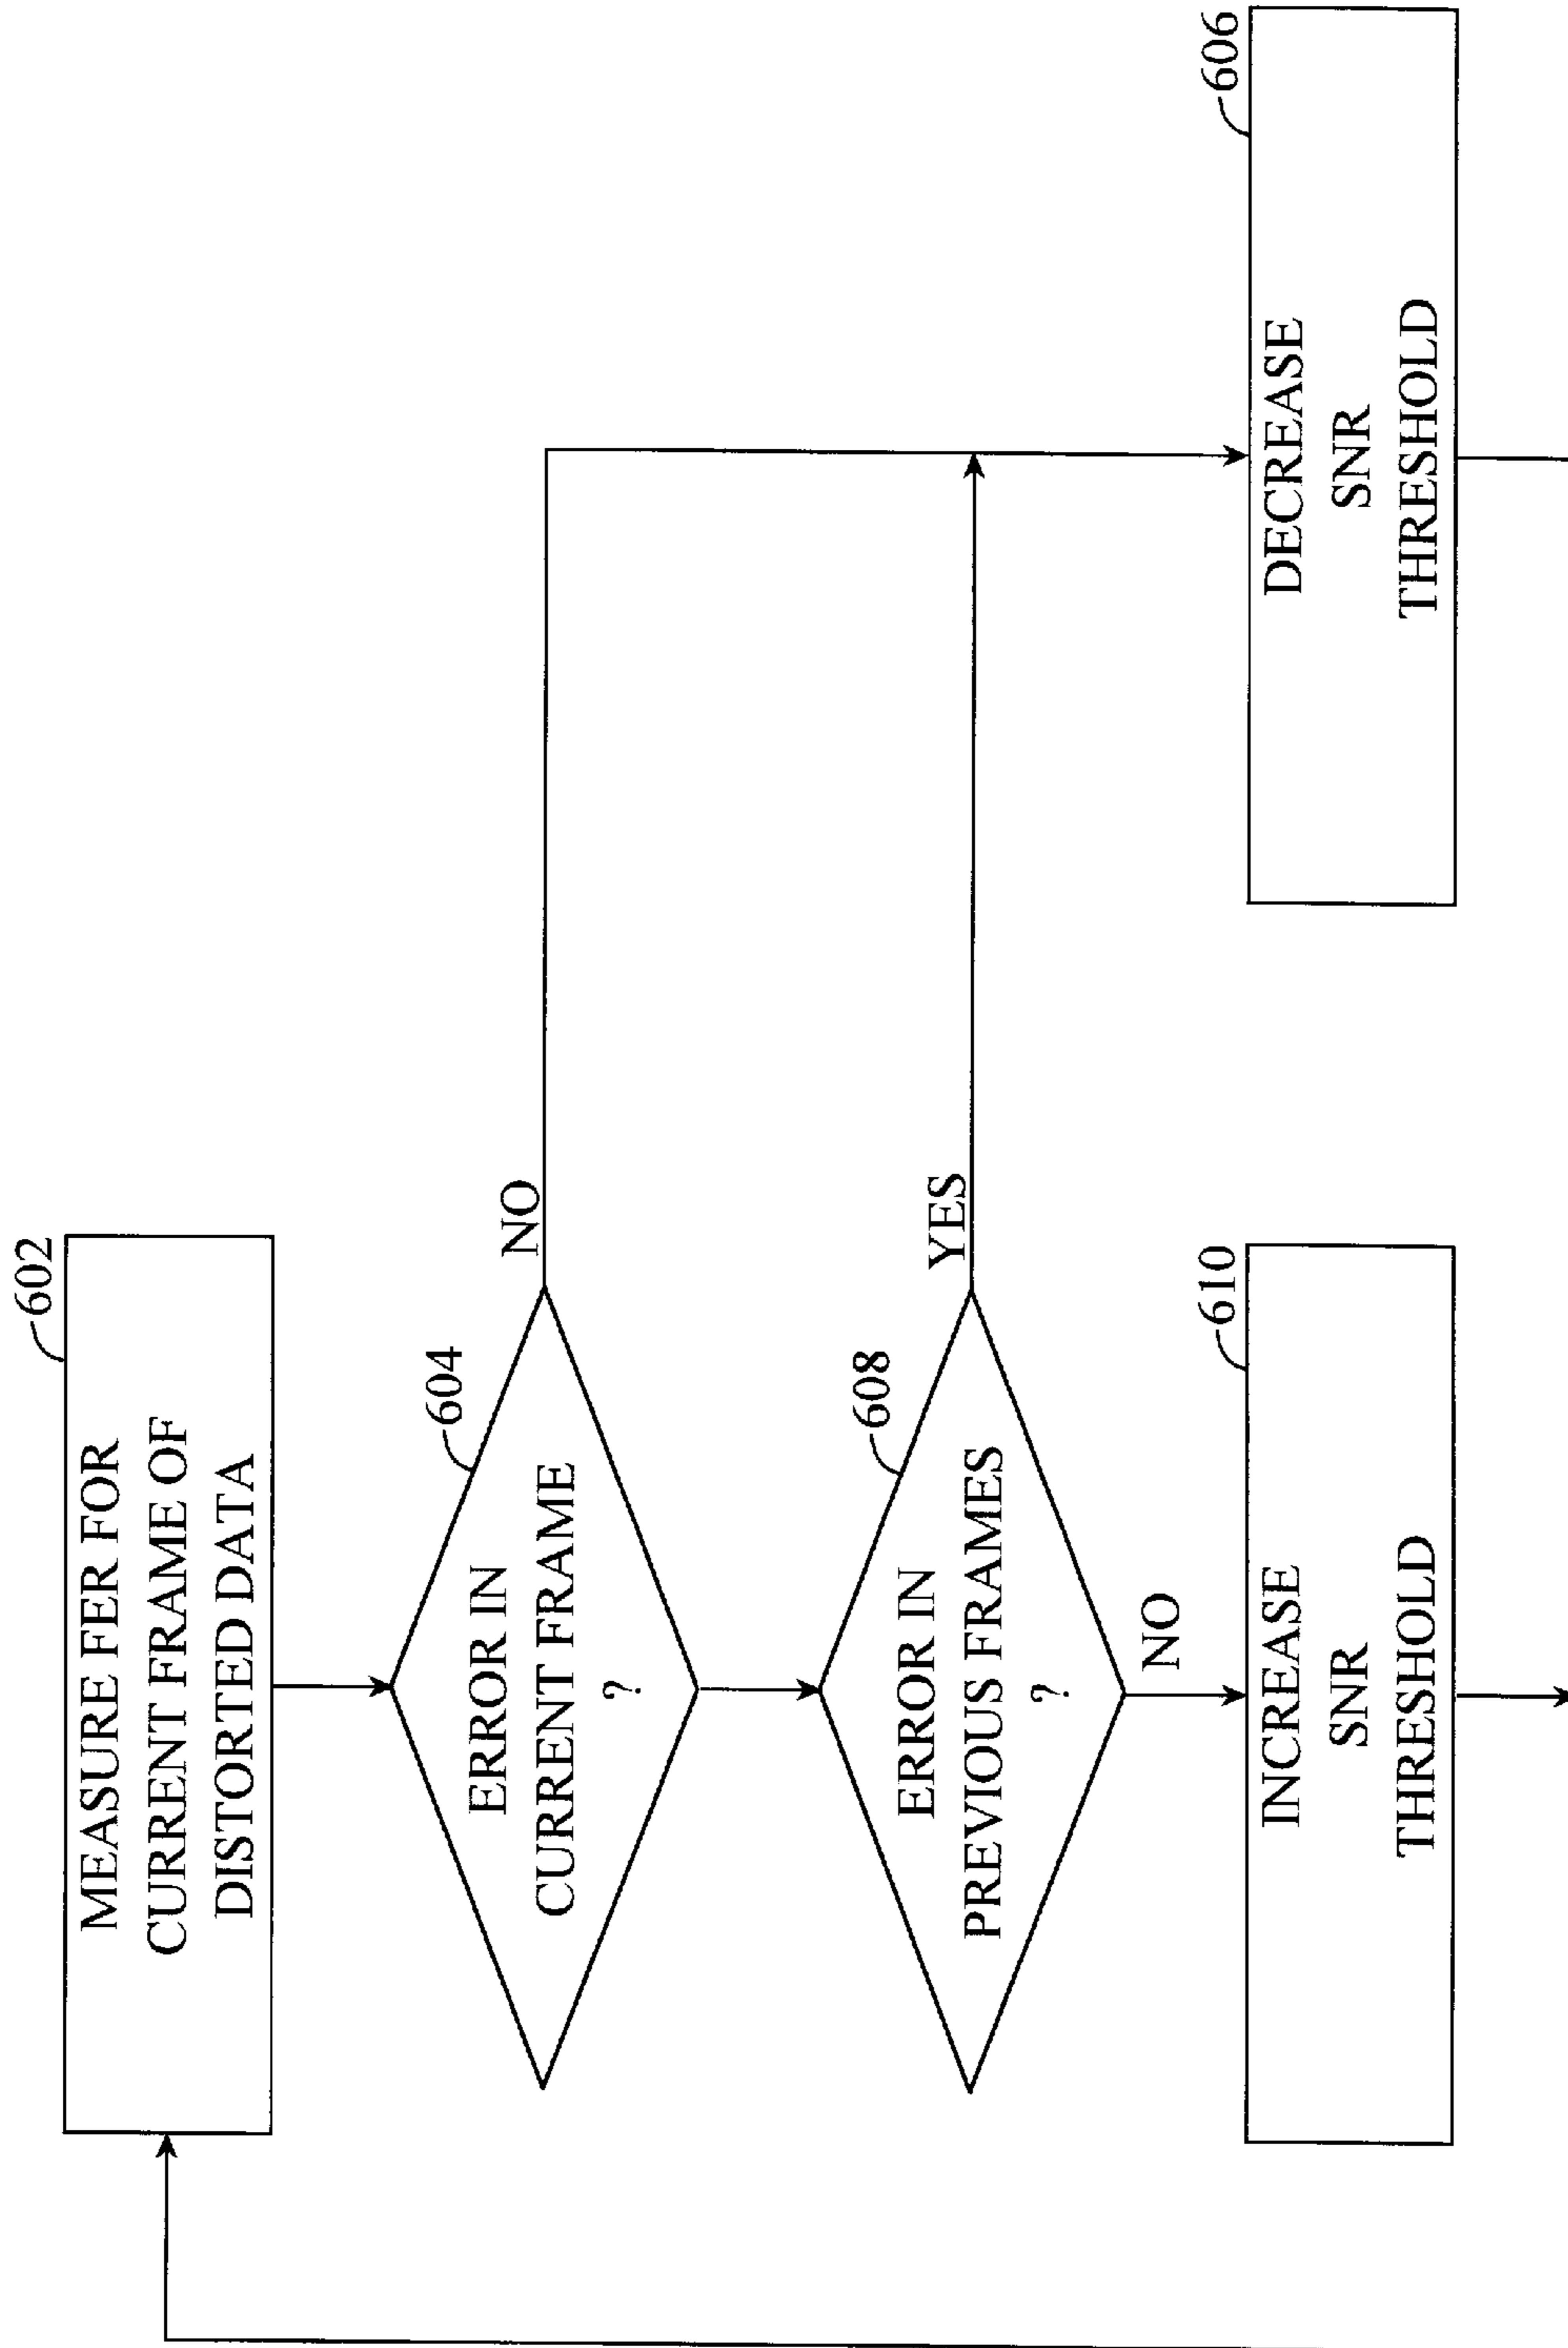 602
MEASURE FER FOR
CURRENT FRAME OF
DISTORTED DATA
604
ERROR IN
CURRENT FRAME
?
NO
608
ERROR IN
PREVIOUS FRAMES
?
YES
NO
610
INCREASE
SNR
THRESHOLD
606
DECREASE
SNR
THRESHOLD